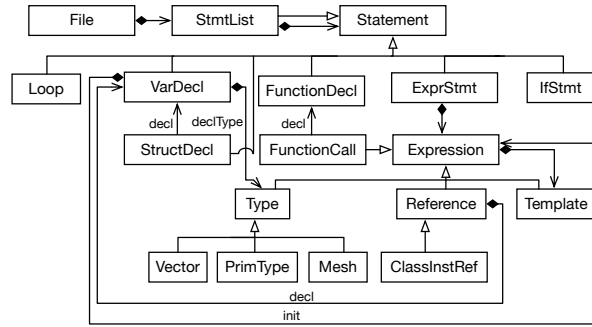 File StmtList Statement
Loop VarDecl FunctionDecl ExprStmt IfStmt
decl declType decl
StructDecl FunctionCall Expression
Type Reference Template
Vector PrimType Mesh ClassInstRef
decl
init